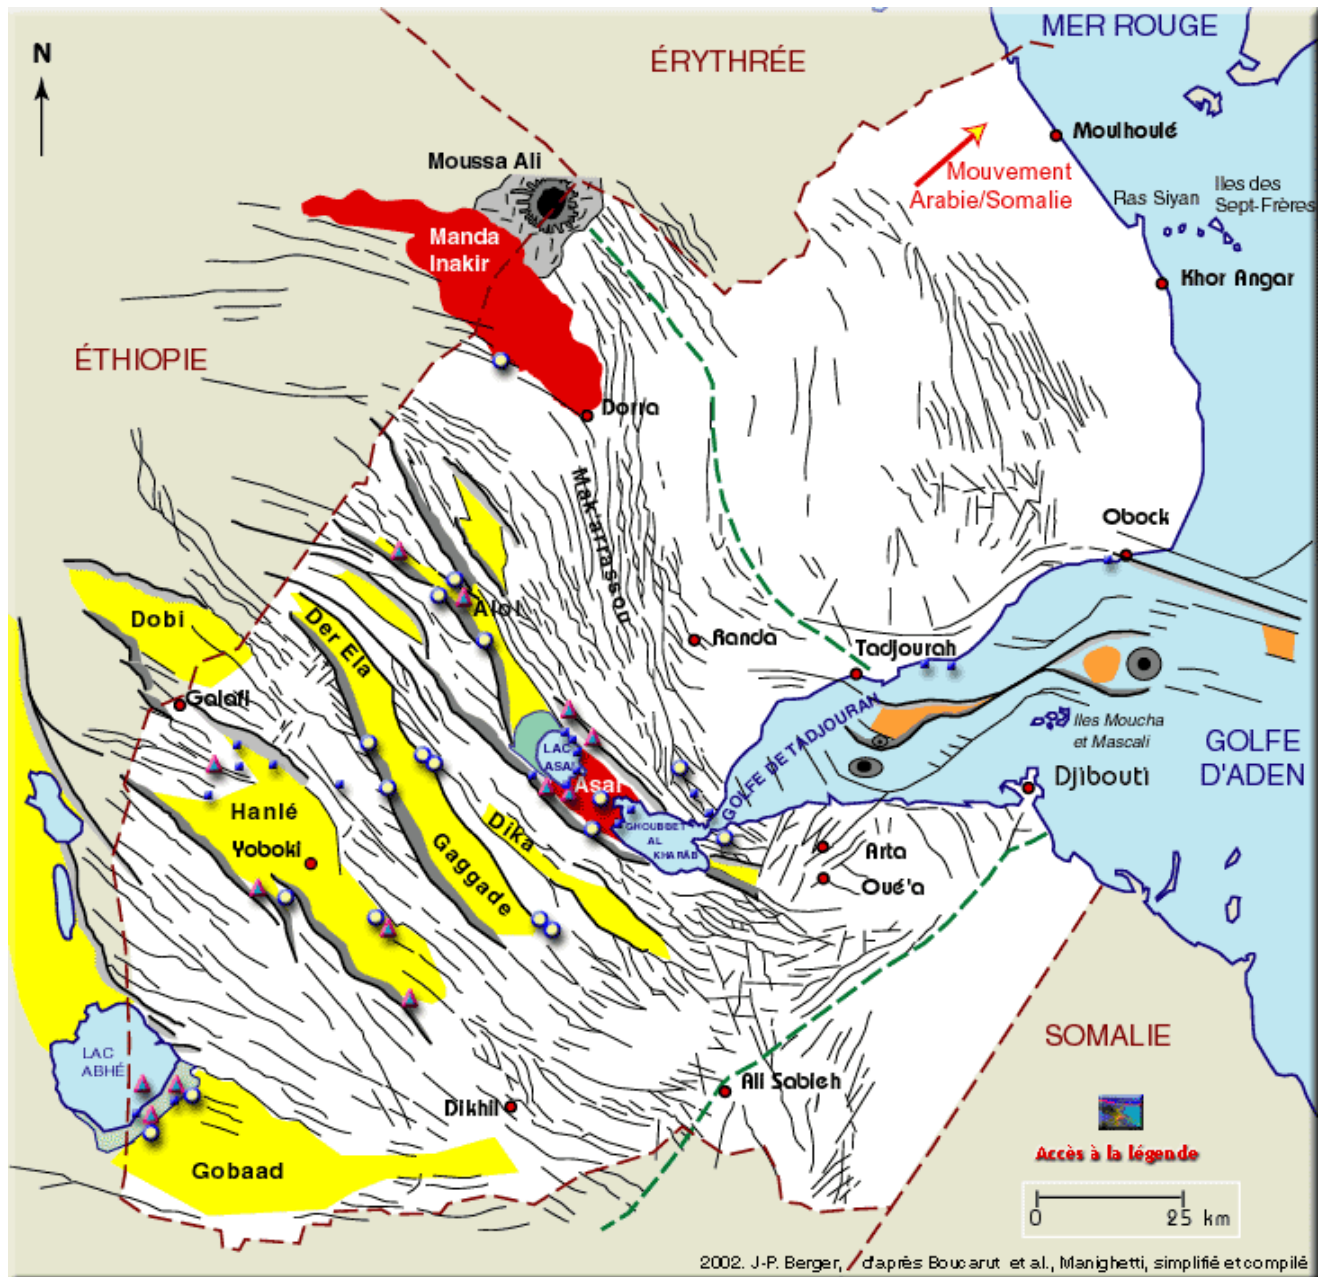 MER ROUGE
N
ÉRYTHRÉE
Moulhoulé
Moussa Ali
Mouvement
Arabie/Somalie
Iles des
Ras Siyan
Sept-Frères
Manda
Inakir
Khor Angar
ÉTHIOPIE
Dorra
Mak'arrassou
Obock
Alol
Dobi
Der Ela
Randa
Tadjourah
Galafi
GOLFE DE TADJOURAH
Iles Moucha
et Mascali
GOLFE
D'ADEN
LAC
ASAL
Asal
Djibouti
Hanlé
Dika
GHOUBBET
AL
KHARÂB
Yoboki
Gaggade
Arta
Oué'a
SOMALIE
LAC
ABHÉ
Ali Sabieh
Dikhil
Accès à la légende
Gobaad
0 25 km
2002. J-P. Berger, d'après Boucarut et al., Manighetti, simplifié et compilé